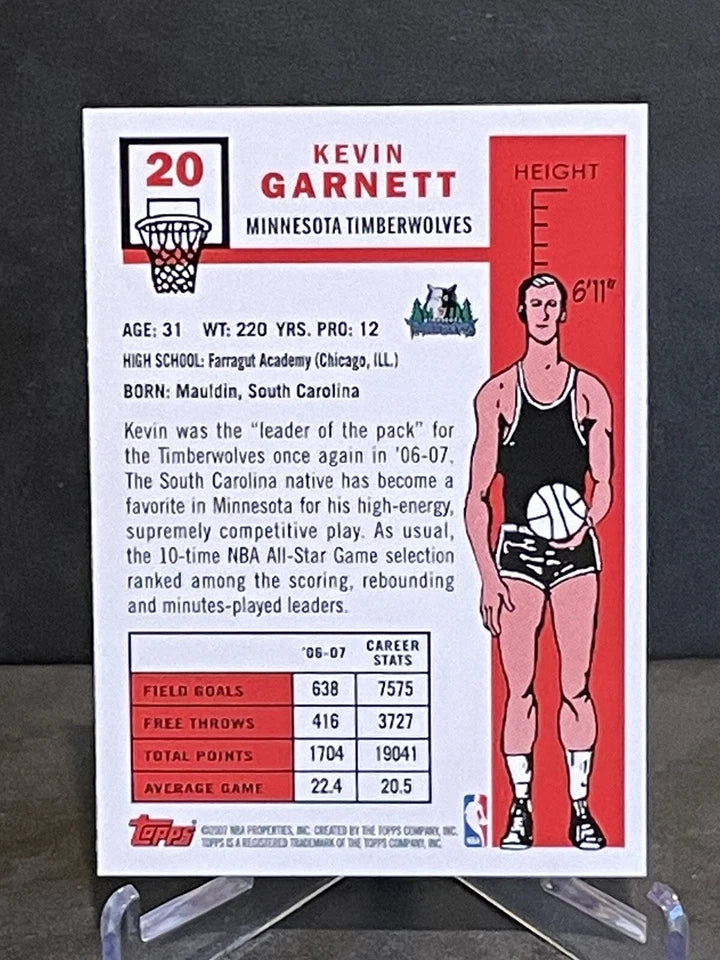 20
KEVIN
GARNETT
MINNESOTA TIMBERWOLVES
HEIGHT
6'11"
AGE: 31 WT: 220 YRS. PRO: 12
HIGH SCHOOL: Farragut Academy (Chicago, ILL.)
BORN: Mauldin, South Carolina
Kevin was the "leader of the pack" for
the Timberwolves once again in '06-07.
The South Carolina native has become a
favorite in Minnesota for his high-energy,
supremely competitive play. As usual,
the 10-time NBA All-Star Game selection
ranked among the scoring, rebounding
and minutes-played leaders.
'06-07 CAREER STATS
FIELD GOALS 638 7575
FREE THROWS 416 3727
TOTAL POINTS 1704 19041
AVERAGE GAME 22.4 20.5
Topps ©2007 NBA PROPERTIES, INC. CREATED BY THE TOPPS COMPANY, INC.
TOPPS IS A REGISTERED TRADEMARK OF THE TOPPS COMPANY, INC.
NBA